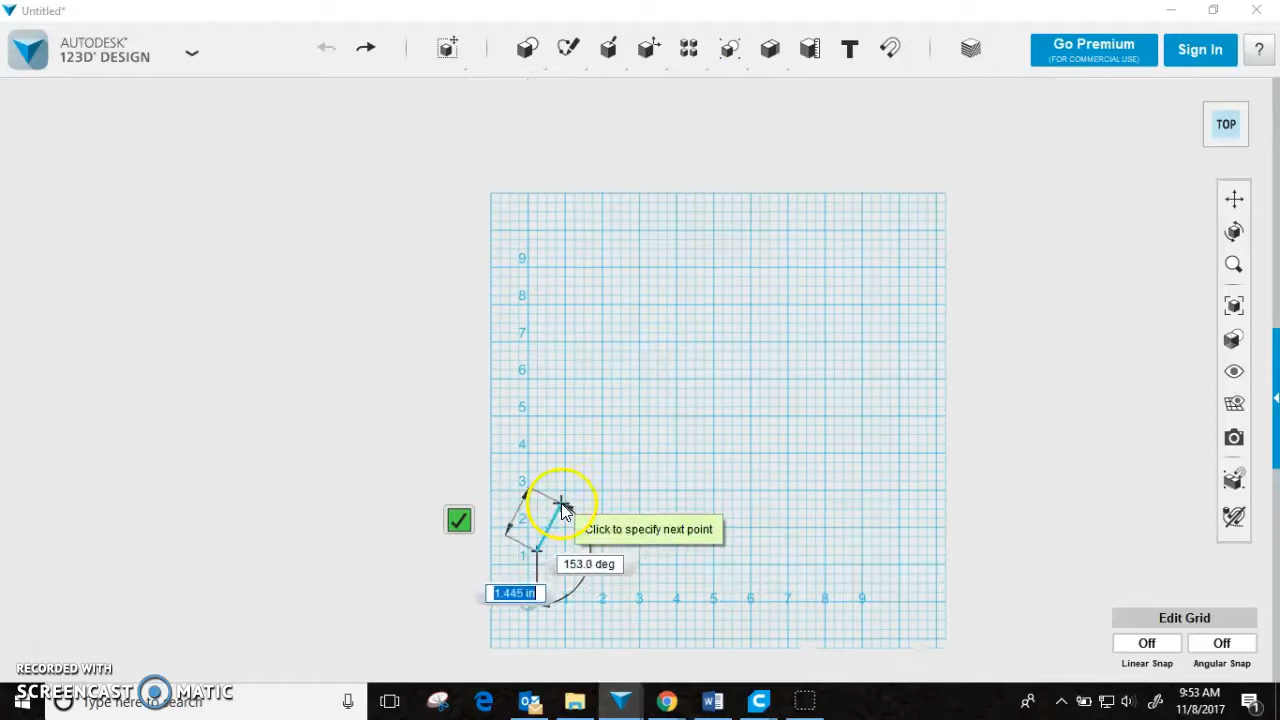 Untitled*
AUTODESK®
123D® DESIGN
T
Go Premium
(FOR COMMERCIAL USE)
Sign In
?
TOP
9
8
7
6
5
4
3
2
1
Click to specify next point
153.0 deg
1.445 in
2 3 4 5 6 7 8 9
Edit Grid
Off Off
Linear Snap Angular Snap
RECORDED WITH
SCREENCAST MATIC
Type here to search
9:53 AM
11/8/2017